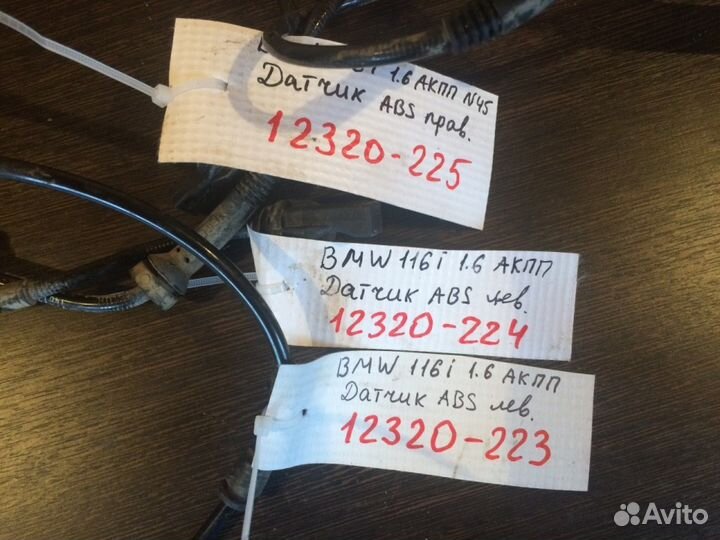 1.6 АКПП N45
Датчик ABS прав.
12320-225
BMW 116i 1.6 АКПП
Датчик ABS лев.
12320-224
BMW 116i 1.6 АКПП
Датчик ABS лев.
12320-223
Avito